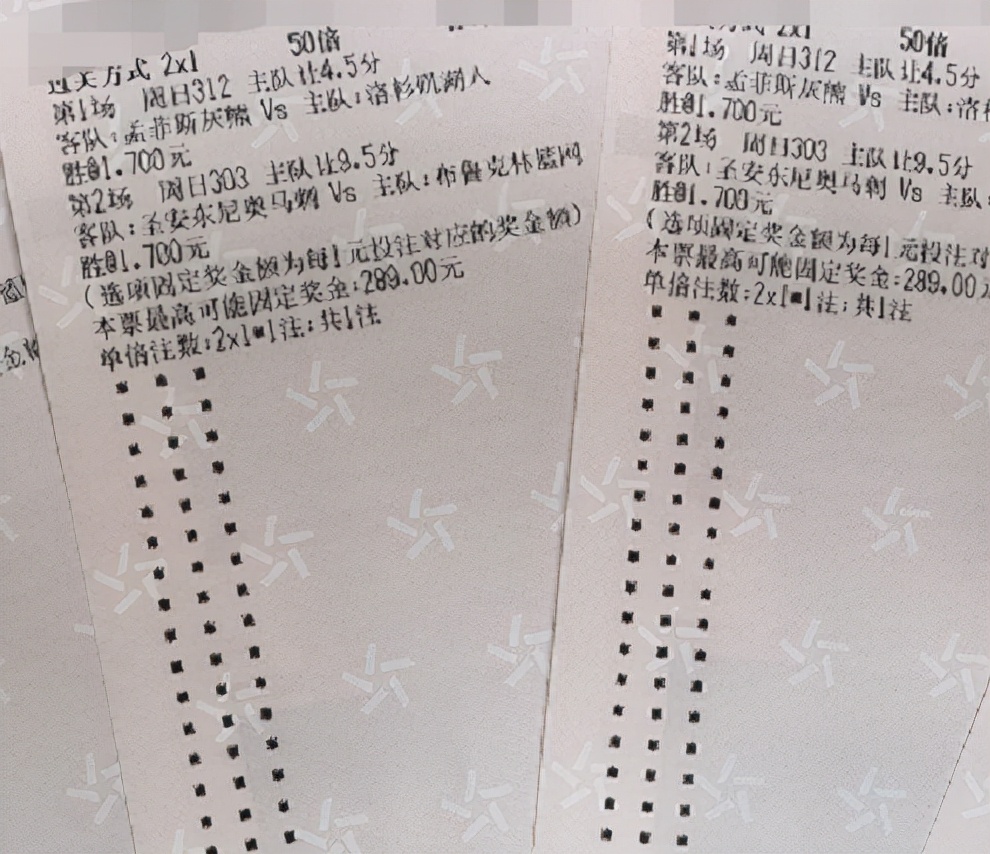 过关方式 2x1 50倍
第1场 周日312 主队让4.5分
客队:孟菲斯灰熊 Vs 主队:洛杉矶湖人
胜@1.700元
第2场 周日303 主队让9.5分
客队:圣安东尼奥马刺 Vs 主队:布鲁克林篮网
胜@1.700元
(选项固定奖金额为每1元投注对应的奖金额)
本票最高可能固定奖金:289.00元
单倍注数:2x1*1注;共1注
2x1 50倍
第1场 周日312 主队让4.5分
客队:孟菲斯灰熊 Vs 主队:洛
胜@1.700元
第2场 周日303 主队让9.5分
客队:圣安东尼奥马刺 Vs 主队
胜@1.700元
(选项固定奖金额为每1元投注对
本票最高可能固定奖金:289.00
单倍注数:2x1*1注;共1注